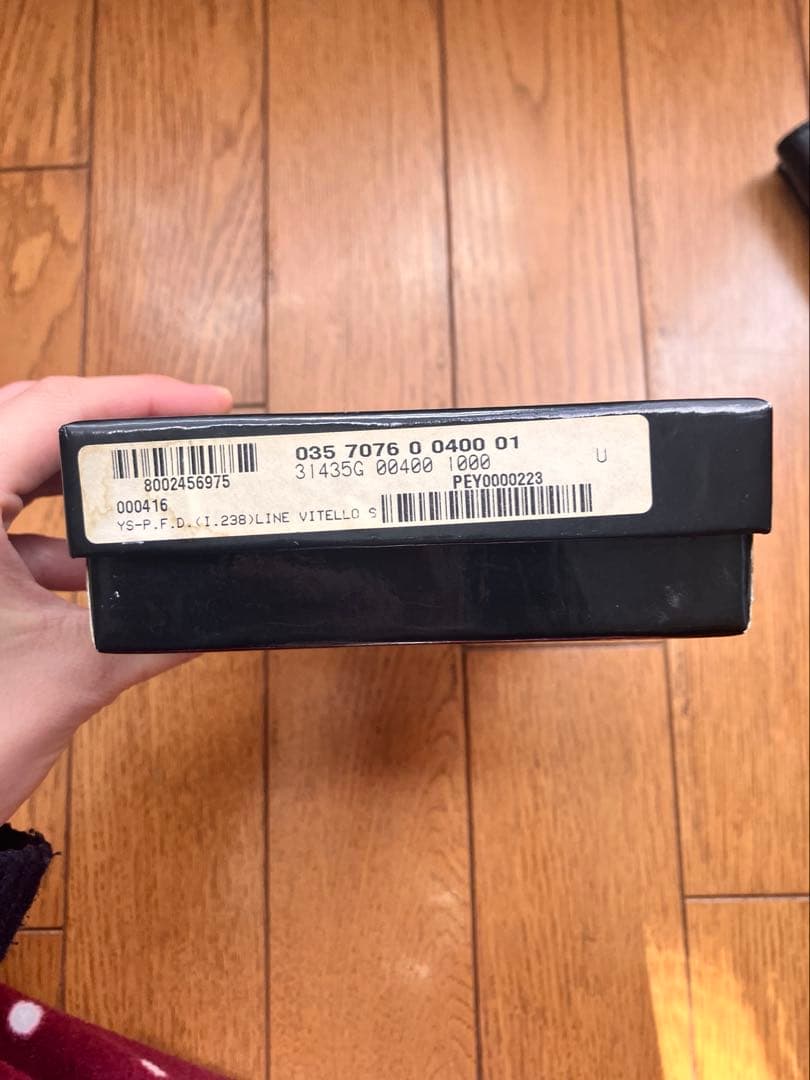 8002456975
035 7076 0 0400 01
31435G 00400 1000
U
000416
PEY0000223
YS-P.F.D.(I.238)LINE VITELLO S